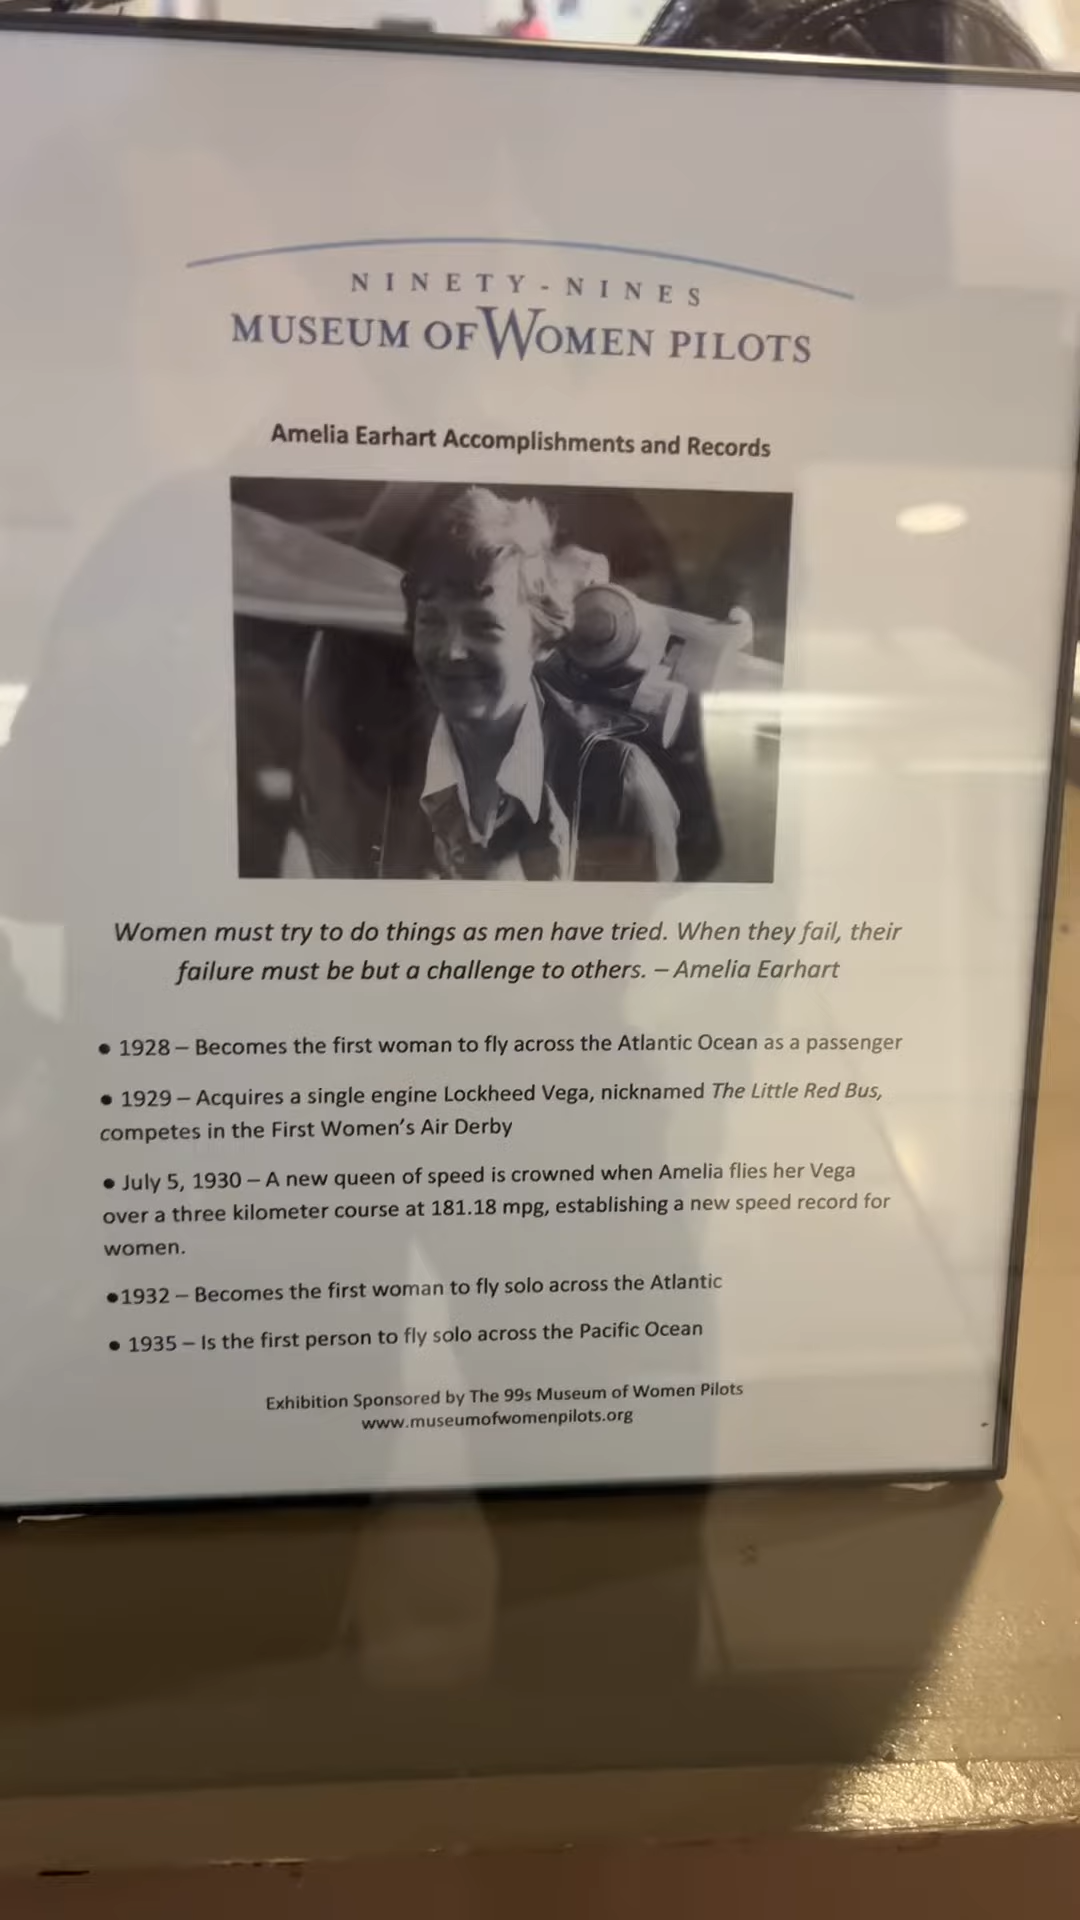 NINETY-NINES
MUSEUM OF WOMEN PILOTS
Amelia Earhart Accomplishments and Records
Women must try to do things as men have tried. When they fail, their
failure must be but a challenge to others. – Amelia Earhart
● 1928 – Becomes the first woman to fly across the Atlantic Ocean as a passenger
● 1929 – Acquires a single engine Lockheed Vega, nicknamed The Little Red Bus,
competes in the First Women's Air Derby
● July 5, 1930 – A new queen of speed is crowned when Amelia flies her Vega
over a three kilometer course at 181.18 mpg, establishing a new speed record for
women.
●1932 – Becomes the first woman to fly solo across the Atlantic
● 1935 – Is the first person to fly solo across the Pacific Ocean
Exhibition Sponsored by The 99s Museum of Women Pilots
www.museumofwomenpilots.org